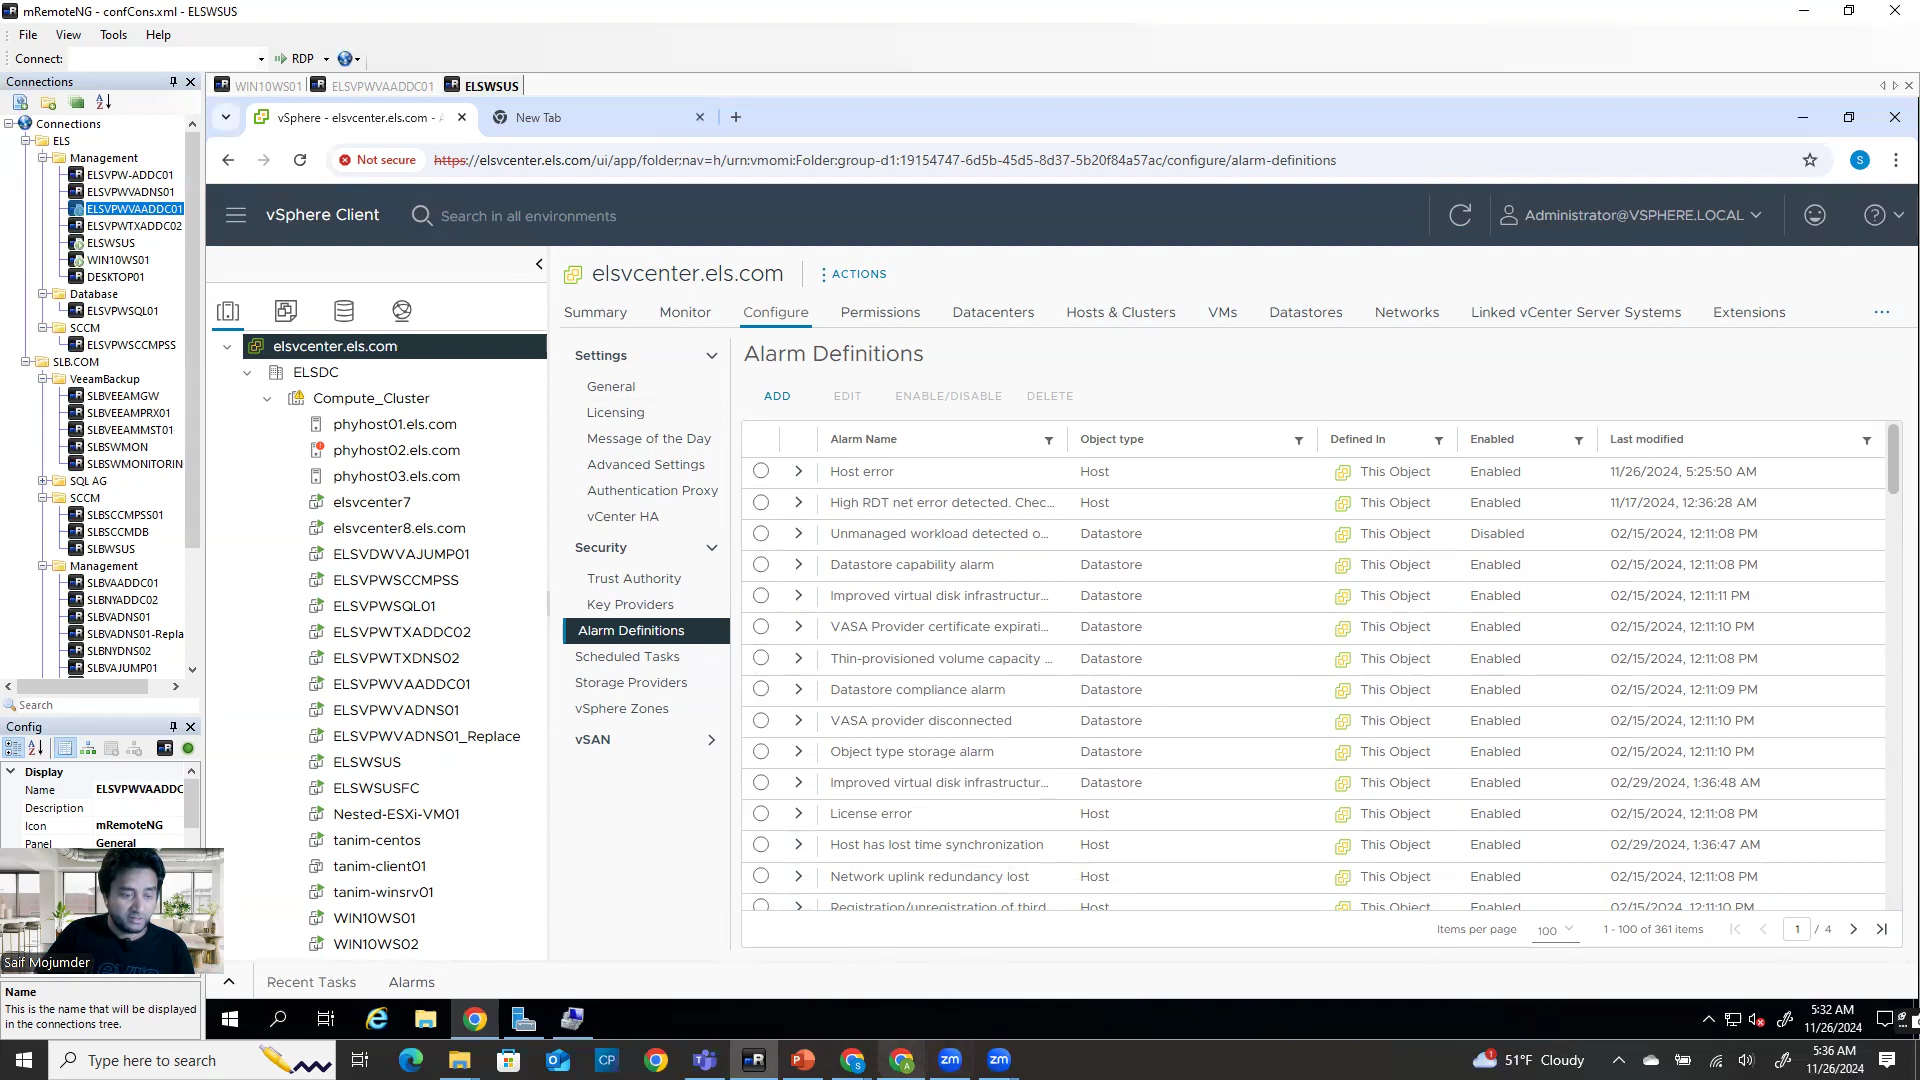 mRemoteNG - confCons.xml - ELSWSUS
File View Tools Help
Connect: RDP
Connections
WIN10WS01 ELSVPWVAADDC01 ELSWSUS
Connections
ELS
Management
ELSVPW-ADDC01
ELSVPWVADNS01
ELSVPWVAADDC01
ELSVPWTXADDC02
ELSWSUS
WIN10WS01
DESKTOP01
Database
ELSVPWSQL01
SCCM
ELSVPWSCCMPSS
SLB.COM
VeeamBackup
SLBVEEAMGW
SLBVEEAMPRX01
SLBVEEAMMST01
SLBSWMON
SLBSWMONITORIN
SQL AG
SCCM
SLBSCCMPSS01
SLBSCCMDB
SLBWSUS
Management
SLBVAADDC01
SLBNYADDC02
SLBVADNS01
SLBVADNS01-Repla
SLBNYDNS02
SLBVAJUMP01
Search
Config
Display
Name ELSVPWVAADDC
Description
Icon mRemoteNG
Panel General
Saif Mojumder
Name
This is the name that will be displayed
in the connections tree.
vSphere - elsvcenter.els.com - A
New Tab
Not secure https://elsvcenter.els.com/ui/app/folder;nav=h/urn:vmomi:Folder:group-d1:19154747-6d5b-45d5-8d37-5b20f84a57ac/configure/alarm-definitions
S
vSphere Client Search in all environments Administrator@VSPHERE.LOCAL
elsvcenter.els.com
ELSDC
Compute_Cluster
phyhost01.els.com
phyhost02.els.com
phyhost03.els.com
elsvcenter7
elsvcenter8.els.com
ELSVDWVAJUMP01
ELSVPWSCCMPSS
ELSVPWSQL01
ELSVPWTXADDC02
ELSVPWTXDNS02
ELSVPWVAADDC01
ELSVPWVADNS01
ELSVPWVADNS01_Replace
ELSWSUS
ELSWSUSFC
Nested-ESXi-VM01
tanim-centos
tanim-client01
tanim-winsrv01
WIN10WS01
WIN10WS02
elsvcenter.els.com ACTIONS
Summary Monitor Configure Permissions Datacenters Hosts & Clusters VMs Datastores Networks Linked vCenter Server Systems Extensions ...
Settings
General
Licensing
Message of the Day
Advanced Settings
Authentication Proxy
vCenter HA
Security
Trust Authority
Key Providers
Alarm Definitions
Scheduled Tasks
Storage Providers
vSphere Zones
vSAN
Alarm Definitions
ADD EDIT ENABLE/DISABLE DELETE
Alarm Name Object type Defined In Enabled Last modified
Host error Host This Object Enabled 11/26/2024, 5:25:50 AM
High RDT net error detected. Chec... Host This Object Enabled 11/17/2024, 12:36:28 AM
Unmanaged workload detected o... Datastore This Object Disabled 02/15/2024, 12:11:08 PM
Datastore capability alarm Datastore This Object Enabled 02/15/2024, 12:11:08 PM
Improved virtual disk infrastructur... Datastore This Object Enabled 02/15/2024, 12:11:11 PM
VASA Provider certificate expirati... Datastore This Object Enabled 02/15/2024, 12:11:10 PM
Thin-provisioned volume capacity ... Datastore This Object Enabled 02/15/2024, 12:11:08 PM
Datastore compliance alarm Datastore This Object Enabled 02/15/2024, 12:11:09 PM
VASA provider disconnected Datastore This Object Enabled 02/15/2024, 12:11:10 PM
Object type storage alarm Datastore This Object Enabled 02/15/2024, 12:11:10 PM
Improved virtual disk infrastructur... Datastore This Object Enabled 02/29/2024, 1:36:48 AM
License error Host This Object Enabled 02/15/2024, 12:11:08 PM
Host has lost time synchronization Host This Object Enabled 02/29/2024, 1:36:47 AM
Network uplink redundancy lost Host This Object Enabled 02/15/2024, 12:11:08 PM
Registration/unregistration of third Host This Object Enabled 02/15/2024, 12:11:10 PM
Items per page 100 1 - 100 of 361 items 1 / 4
Recent Tasks Alarms
5:32 AM
11/26/2024
Type here to search
51°F Cloudy
5:36 AM
11/26/2024